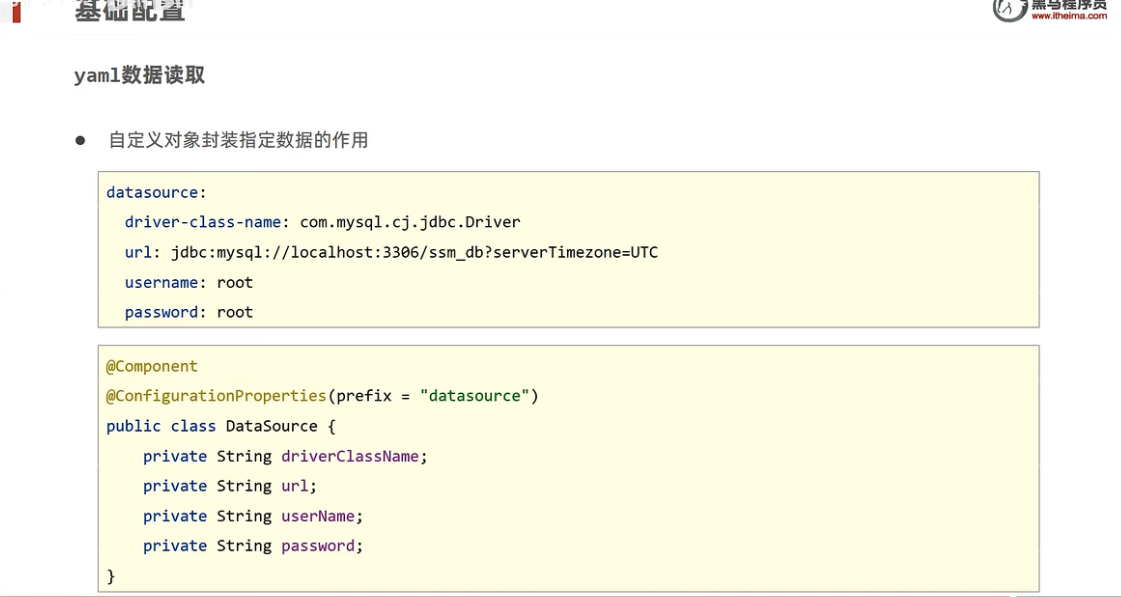 基础配置
黑马程序员
www.itheima.com
yaml数据读取
● 自定义对象封装指定数据的作用
datasource:
  driver-class-name: com.mysql.cj.jdbc.Driver
  url: jdbc:mysql://localhost:3306/ssm_db?serverTimezone=UTC
  username: root
  password: root
@Component
@ConfigurationProperties(prefix = "datasource")
public class DataSource {
    private String driverClassName;
    private String url;
    private String userName;
    private String password;
}